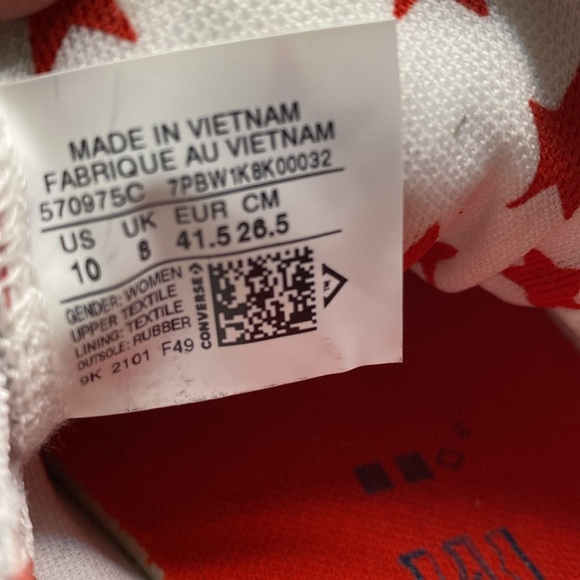 MADE IN VIETNAM
FABRIQUE AU VIETNAM
570975C 7PBW1K8K00032
US UK EUR CM
10 8 41.5 26.5
GENDER: WOMEN
UPPER: TEXTILE
LINING: TEXTILE
OUTSOLE: RUBBER
9K 2101 F49
CONVERSE
TM